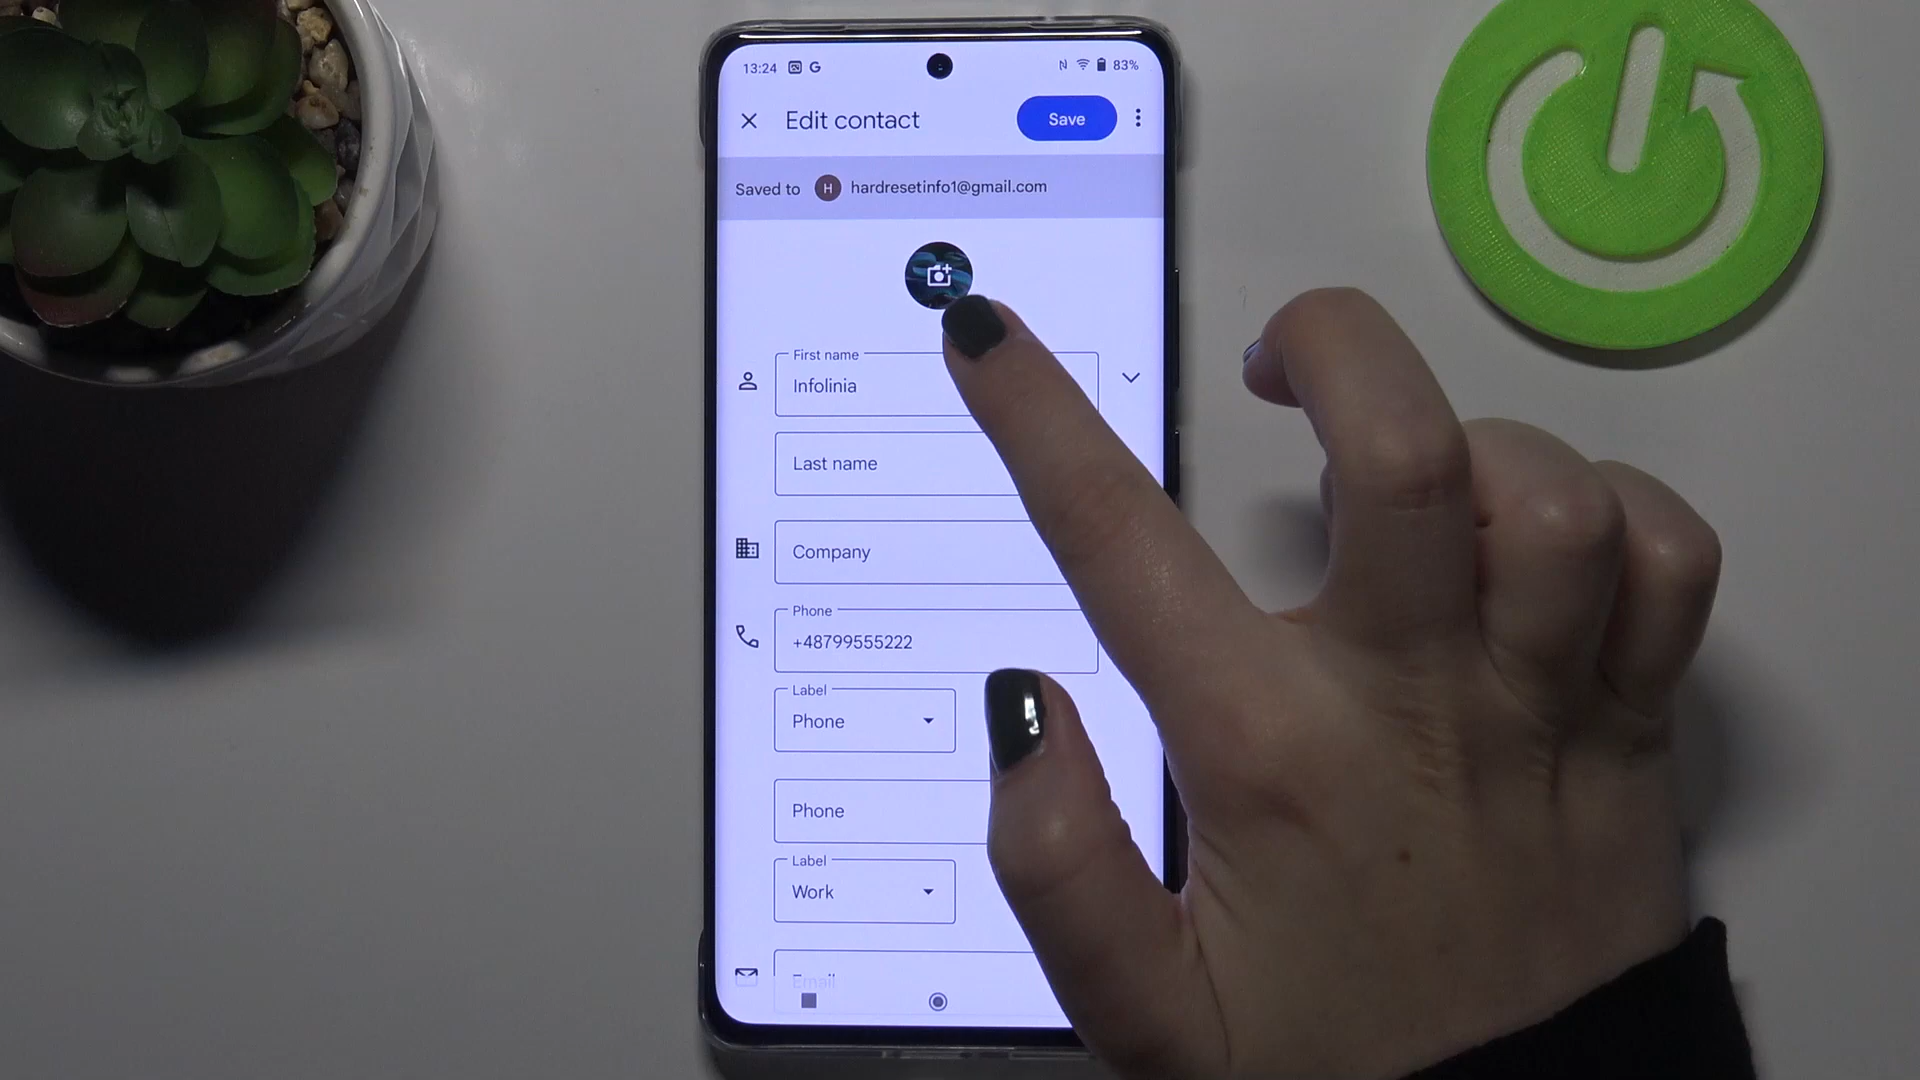 13:24 G N 83%
Edit contact Save
Saved to H hardresetinfo1@gmail.com
First name
Infolinia
Last name
Company
Phone
+48799555222
Label
Phone
Phone
Label
Work
Email